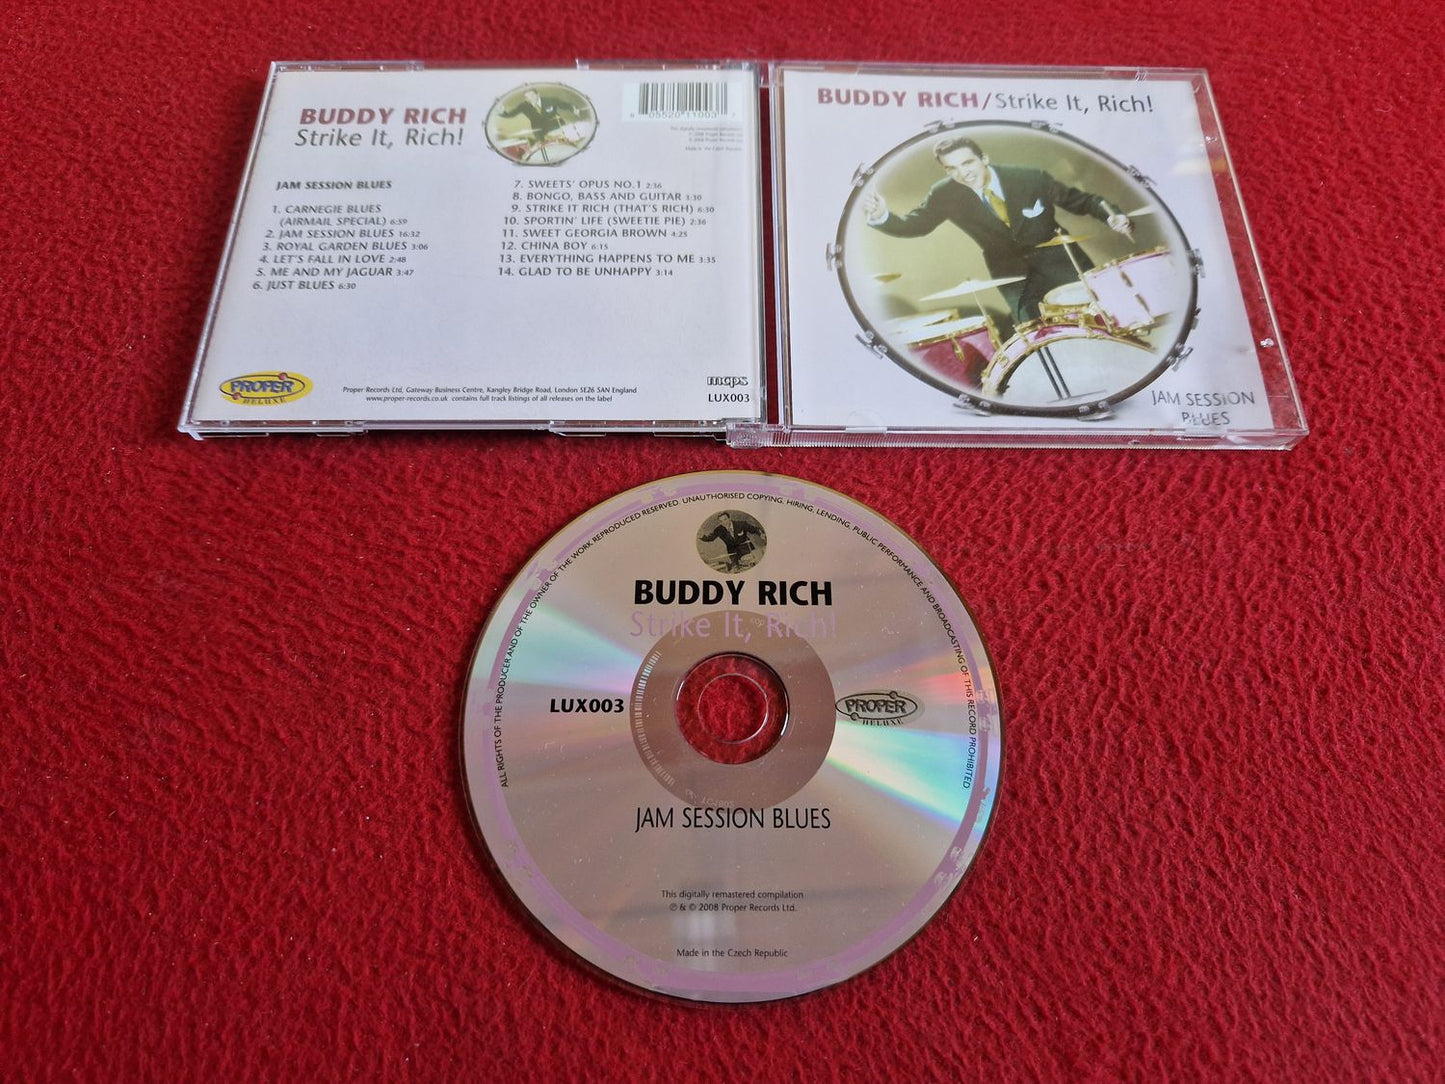 BUDDY RICH
Strike It, Rich!
05520 11003 7
JAM SESSION BLUES
1. CARNEGIE BLUES
(AIRMAIL SPECIAL) 6:59
2. JAM SESSION BLUES 16:32
3. ROYAL GARDEN BLUES 3:06
4. LET'S FALL IN LOVE 2:48
5. ME AND MY JAGUAR 3:47
6. JUST BLUES 6:30
7. SWEETS' OPUS NO.1 2:36
8. BONGO, BASS AND GUITAR 3:30
9. STRIKE IT RICH (THAT'S RICH) 6:30
10. SPORTIN' LIFE (SWEETIE PIE) 2:36
11. SWEET GEORGIA BROWN 4:25
12. CHINA BOY 6:15
13. EVERYTHING HAPPENS TO ME 3:35
14. GLAD TO BE UNHAPPY 3:14
PROPER
DELUXE
Proper Records Ltd, Gateway Business Centre, Kangley Bridge Road, London SE26 5AN England
www.proper-records.co.uk contains full track listings of all releases on the label
mcps
LUX003
BUDDY RICH/Strike It, Rich!
JAM SESSION
BLUES
ALL RIGHTS OF THE PRODUCER AND OF THE OWNER OF THE WORK REPRODUCED RESERVED. UNAUTHORISED COPYING, HIRING, LENDING, PUBLIC PERFORMANCE AND BROADCASTING OF THIS RECORD PROHIBITED
BUDDY RICH
Strike It, Rich!
LUX003
PROPER
DELUXE
JAM SESSION BLUES
This digitally remastered compilation
℗ & © 2008 Proper Records Ltd.
Made in the Czech Republic